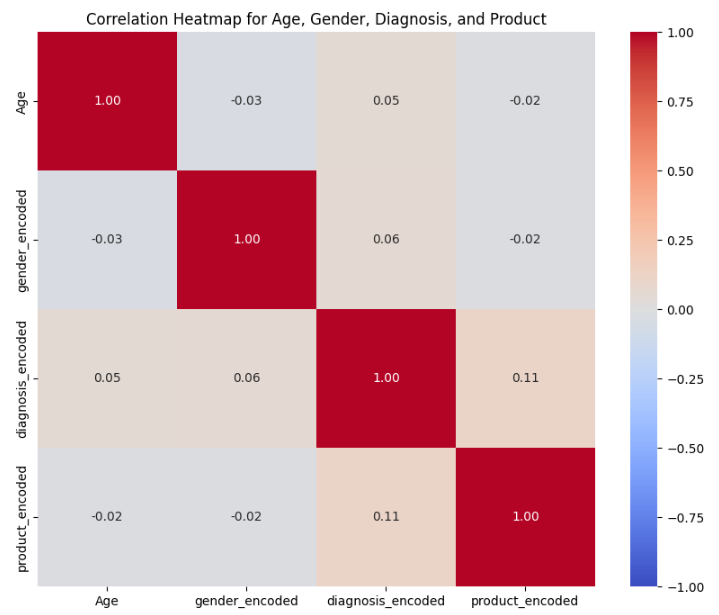 Correlation Heatmap for Age, Gender, Diagnosis, and Product
Age
1.00
-0.03
0.05
-0.02
gender_encoded
-0.03
1.00
0.06
-0.02
diagnosis_encoded
0.05
0.06
1.00
0.11
product_encoded
-0.02
-0.02
0.11
1.00
Age
gender_encoded
diagnosis_encoded
product_encoded
1.00
0.75
0.50
0.25
0.00
−0.25
−0.50
−0.75
−1.00